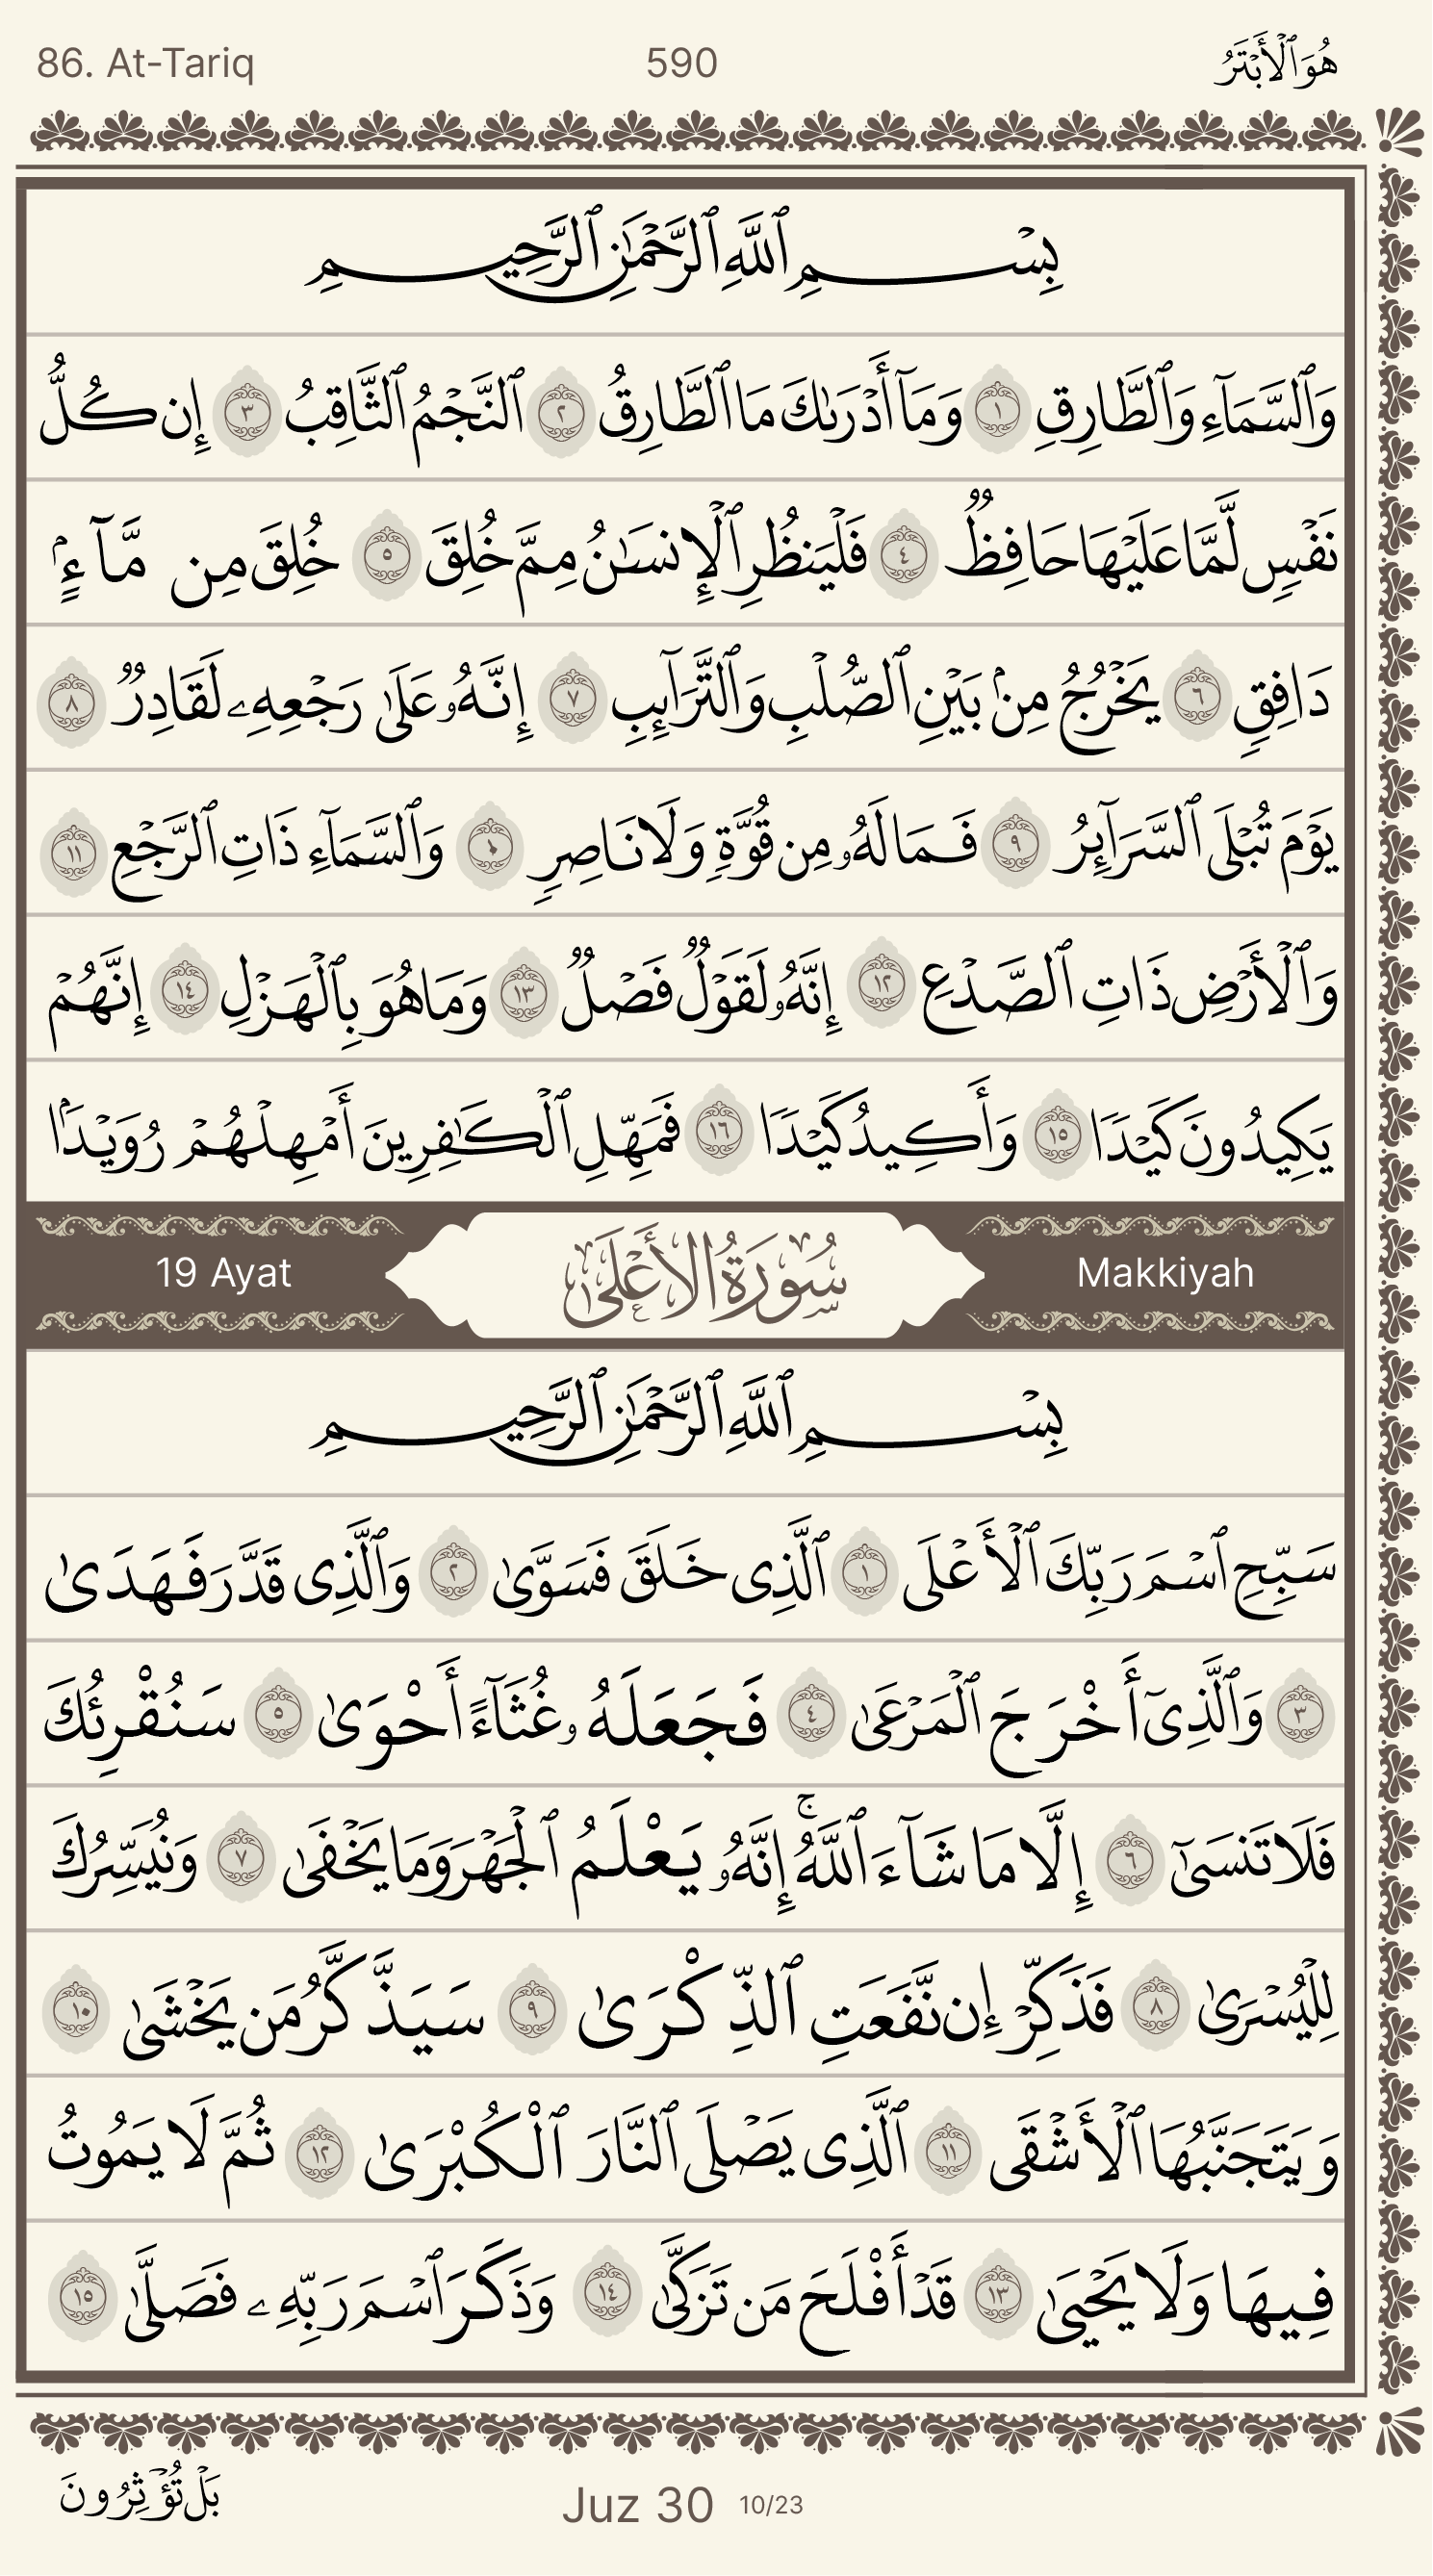 86. At-Tariq 590 هُوَ ٱلْأَبْتَرُ
بِسْمِ ٱللَّهِ ٱلرَّحْمَٰنِ ٱلرَّحِيمِ
وَٱلسَّمَآءِ وَٱلطَّارِقِ ١ وَمَآ أَدْرَىٰكَ مَا ٱلطَّارِقُ ٢ ٱلنَّجْمُ ٱلثَّاقِبُ ٣ إِن كُلُّ
نَفْسٍ لَّمَّا عَلَيْهَا حَافِظٌ ٤ فَلْيَنظُرِ ٱلْإِنسَٰنُ مِمَّ خُلِقَ ٥ خُلِقَ مِن مَّآءٍ
دَافِقٍ ٦ يَخْرُجُ مِنۢ بَيْنِ ٱلصُّلْبِ وَٱلتَّرَآئِبِ ٧ إِنَّهُۥ عَلَىٰ رَجْعِهِۦ لَقَادِرٌ ٨
يَوْمَ تُبْلَى ٱلسَّرَآئِرُ ٩ فَمَا لَهُۥ مِن قُوَّةٍ وَلَا نَاصِرٍ ١٠ وَٱلسَّمَآءِ ذَاتِ ٱلرَّجْعِ ١١
وَٱلْأَرْضِ ذَاتِ ٱلصَّدْعِ ١٢ إِنَّهُۥ لَقَوْلٌ فَصْلٌ ١٣ وَمَا هُوَ بِٱلْهَزْلِ ١٤ إِنَّهُمْ
يَكِيدُونَ كَيْدًا ١٥ وَأَكِيدُ كَيْدًا ١٦ فَمَهِّلِ ٱلْكَٰفِرِينَ أَمْهِلْهُمْ رُوَيْدًۢا
19 Ayat سُورَةُ الأَعْلَىٰ Makkiyah
بِسْمِ ٱللَّهِ ٱلرَّحْمَٰنِ ٱلرَّحِيمِ
سَبِّحِ ٱسْمَ رَبِّكَ ٱلْأَعْلَى ١ ٱلَّذِى خَلَقَ فَسَوَّىٰ ٢ وَٱلَّذِى قَدَّرَ فَهَدَىٰ
٣ وَٱلَّذِىٓ أَخْرَجَ ٱلْمَرْعَىٰ ٤ فَجَعَلَهُۥ غُثَآءً أَحْوَىٰ ٥ سَنُقْرِئُكَ
فَلَا تَنسَىٰٓ ٦ إِلَّا مَا شَآءَ ٱللَّهُۚ إِنَّهُۥ يَعْلَمُ ٱلْجَهْرَ وَمَا يَخْفَىٰ ٧ وَنُيَسِّرُكَ
لِلْيُسْرَىٰ ٨ فَذَكِّرْ إِن نَّفَعَتِ ٱلذِّكْرَىٰ ٩ سَيَذَّكَّرُ مَن يَخْشَىٰ ١٠
وَيَتَجَنَّبُهَا ٱلْأَشْقَى ١١ ٱلَّذِى يَصْلَى ٱلنَّارَ ٱلْكُبْرَىٰ ١٢ ثُمَّ لَا يَمُوتُ
فِيهَا وَلَا يَحْيَىٰ ١٣ قَدْ أَفْلَحَ مَن تَزَكَّىٰ ١٤ وَذَكَرَ ٱسْمَ رَبِّهِۦ فَصَلَّىٰ ١٥
بَلْ تُؤْثِرُونَ Juz 30 10/23